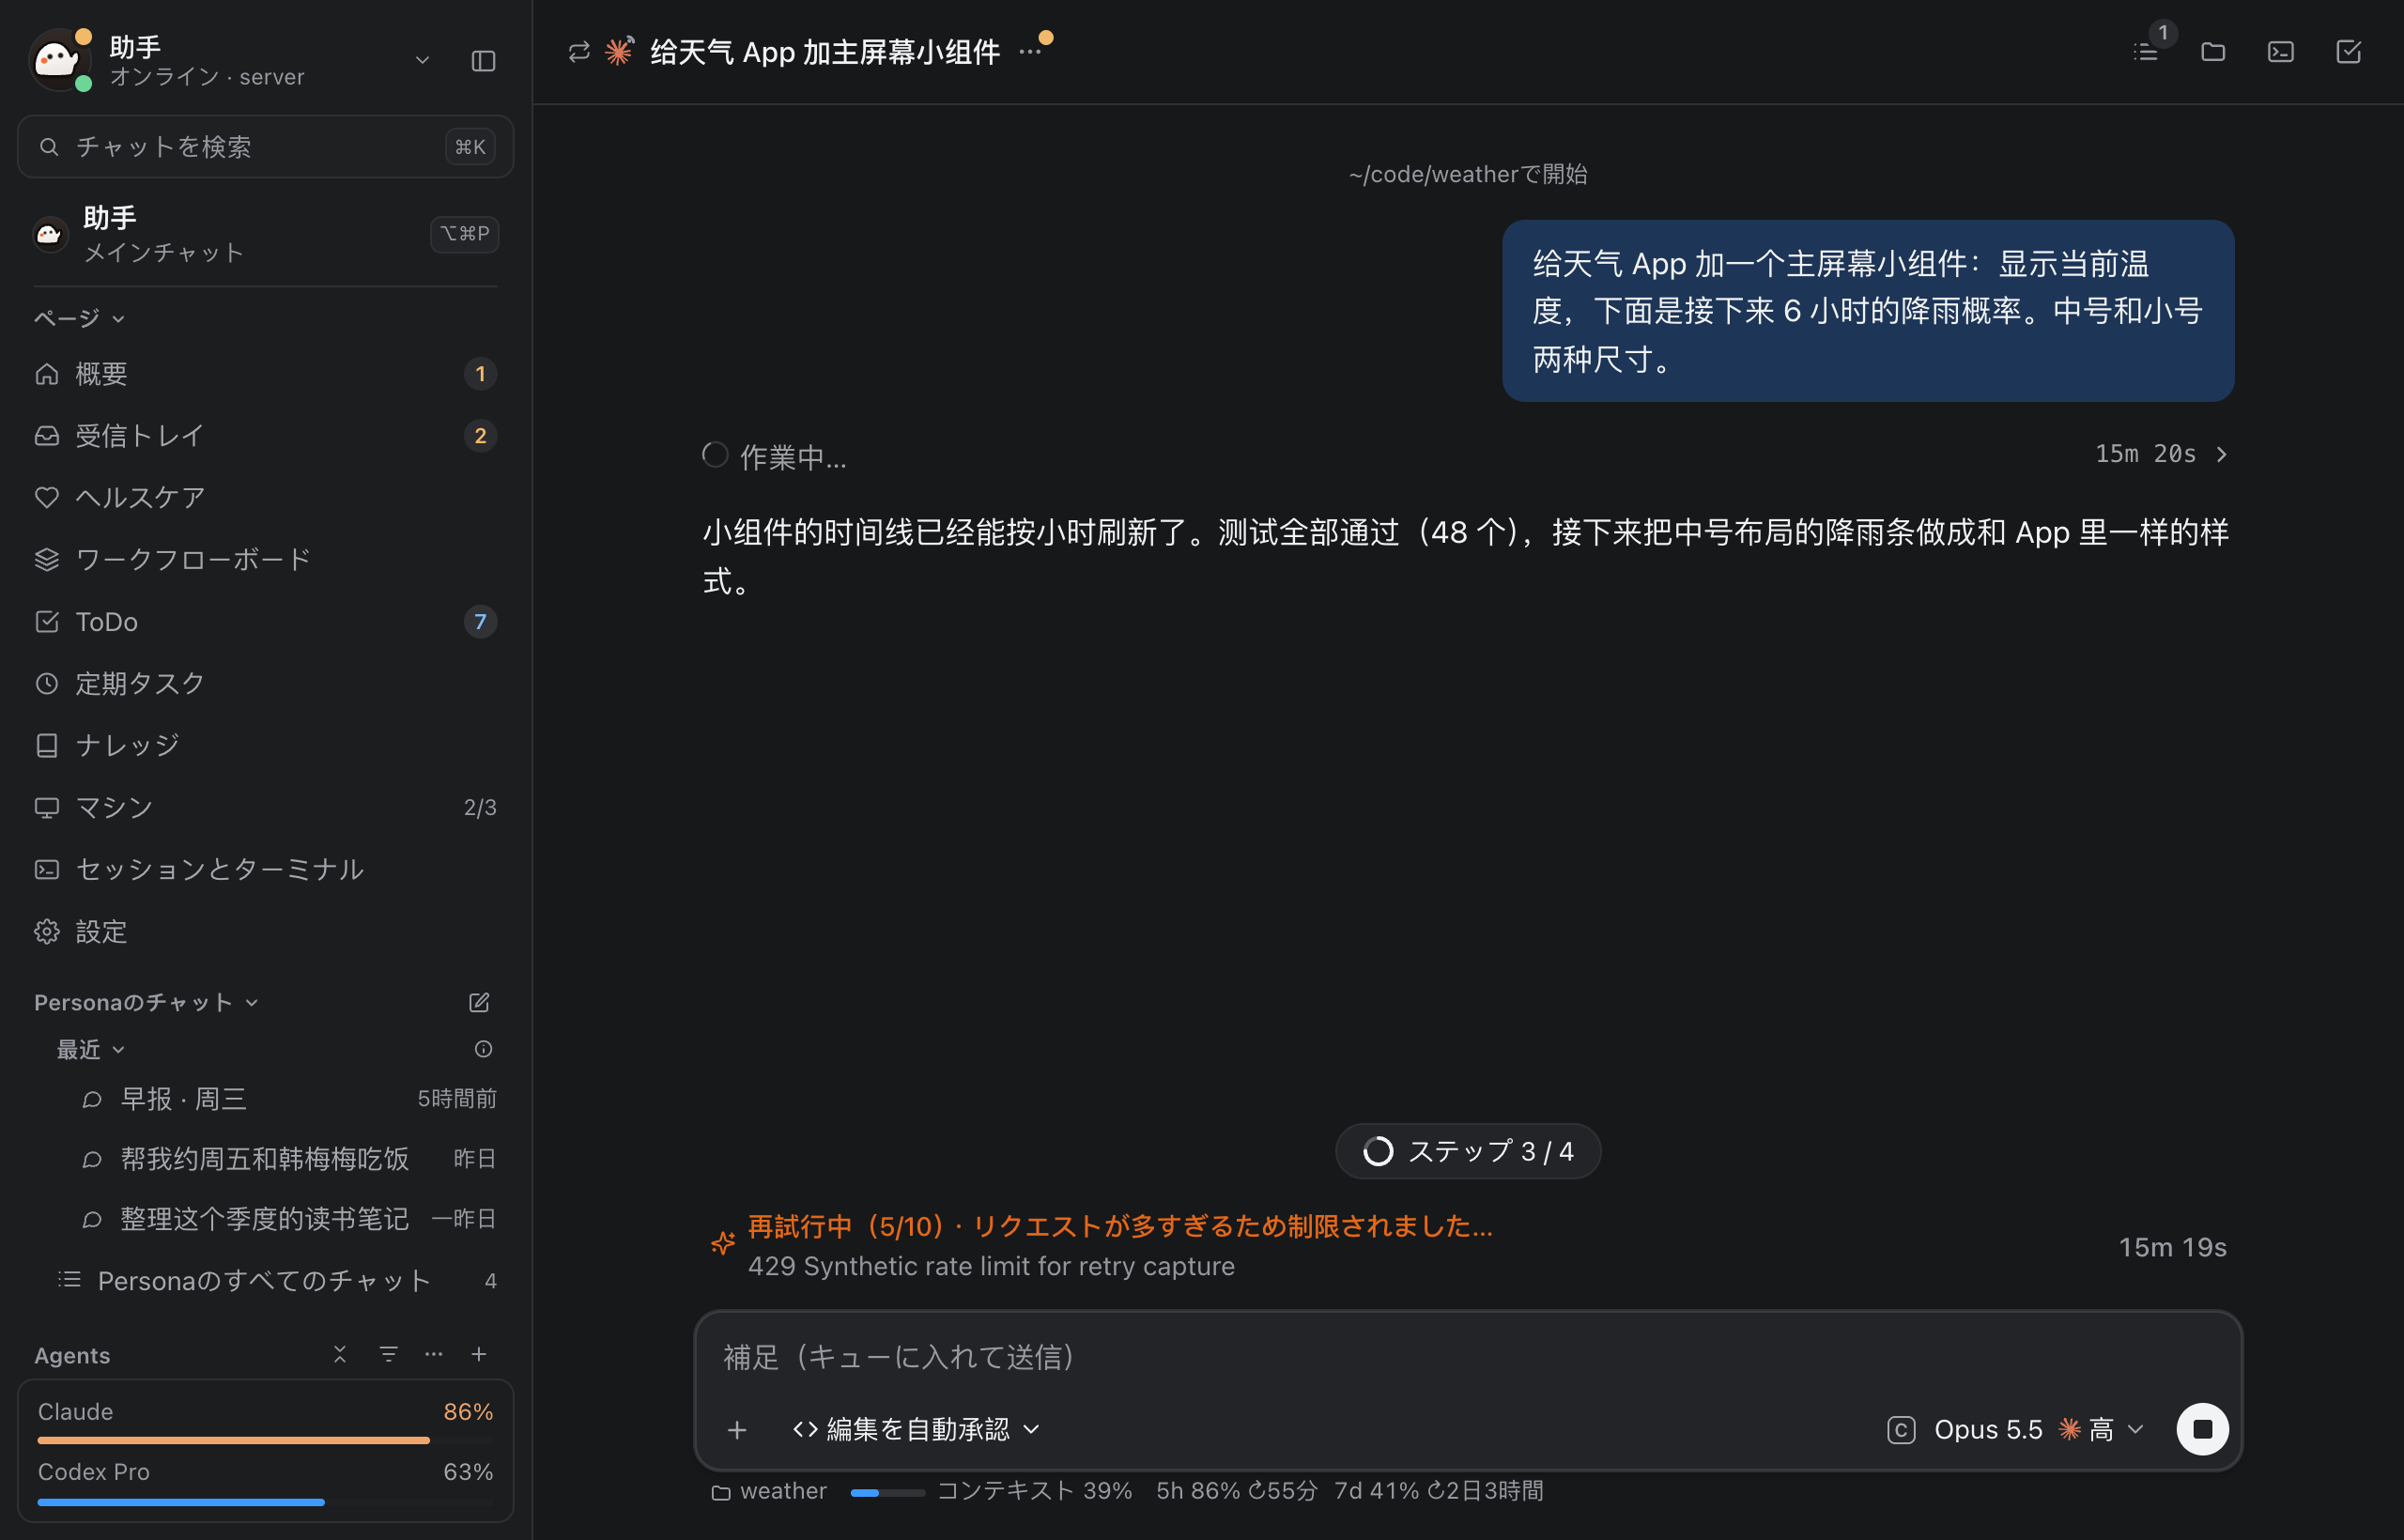 助手
オンライン · server
チャットを検索
⌘K
助手
メインチャット
⌥⌘P
ページ
概要
1
受信トレイ
2
ヘルスケア
ワークフローボード
ToDo
7
定期タスク
ナレッジ
マシン
2/3
セッションとターミナル
設定
Personaのチャット
最近
早报 · 周三
5時間前
帮我约周五和韩梅梅吃饭
昨日
整理这个季度的读书笔记
一昨日
Personaのすべてのチャット
4
Agents
Claude
86%
Codex Pro
63%
给天气 App 加主屏幕小组件
1
~/code/weatherで開始
给天气 App 加一个主屏幕小组件：显示当前温
度，下面是接下来 6 小时的降雨概率。中号和小号
两种尺寸。
作業中...
15m 20s
小组件的时间线已经能按小时刷新了。测试全部通过（48 个），接下来把中号布局的降雨条做成和 App 里一样的样
式。
ステップ 3 / 4
再試行中（5/10）· リクエストが多すぎるため制限されました...
429 Synthetic rate limit for retry capture
15m 19s
補足（キューに入れて送信）
編集を自動承認
C
Opus 5.5
高
weather
コンテキスト 39%
5h 86% ↻55分
7d 41% ↻2日3時間